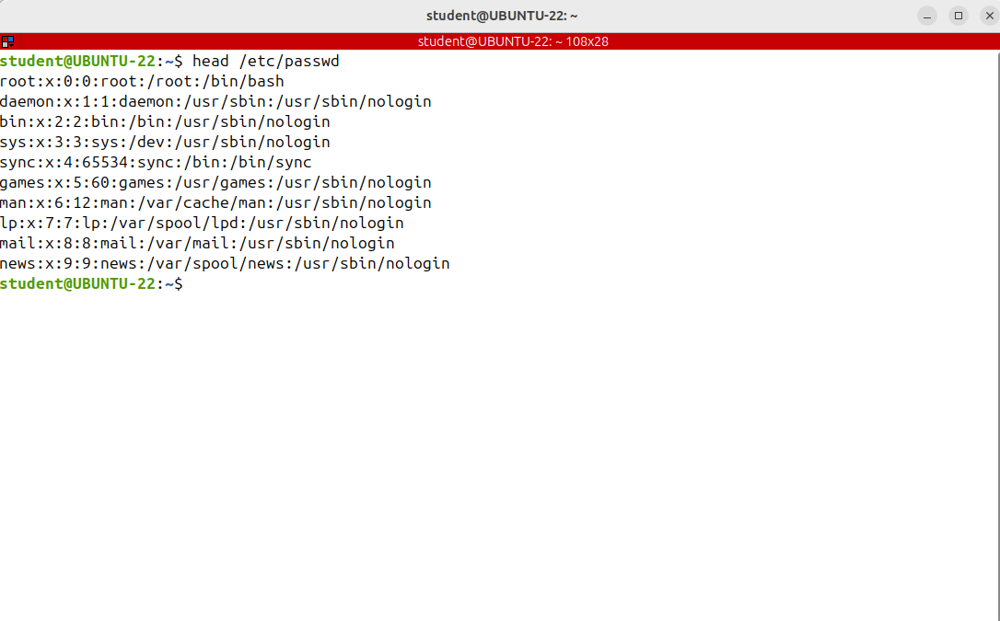 student@UBUNTU-22: ~
student@UBUNTU-22: ~ 108x28
student@UBUNTU-22:~$ head /etc/passwd
root:x:0:0:root:/root:/bin/bash
daemon:x:1:1:daemon:/usr/sbin:/usr/sbin/nologin
bin:x:2:2:bin:/bin:/usr/sbin/nologin
sys:x:3:3:sys:/dev:/usr/sbin/nologin
sync:x:4:65534:sync:/bin:/bin/sync
games:x:5:60:games:/usr/games:/usr/sbin/nologin
man:x:6:12:man:/var/cache/man:/usr/sbin/nologin
lp:x:7:7:lp:/var/spool/lpd:/usr/sbin/nologin
mail:x:8:8:mail:/var/mail:/usr/sbin/nologin
news:x:9:9:news:/var/spool/news:/usr/sbin/nologin
student@UBUNTU-22:~$